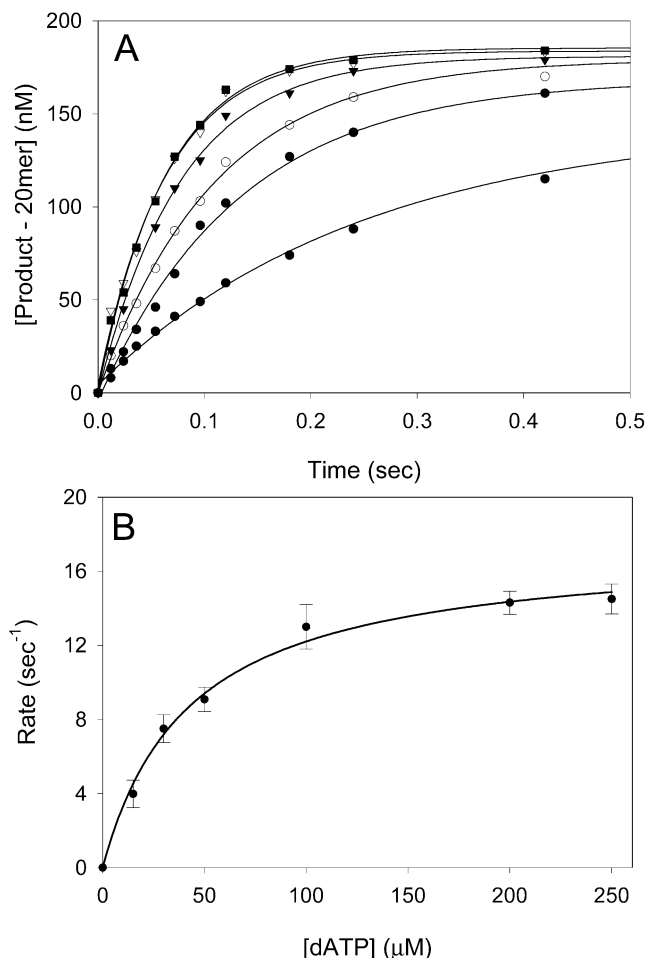 A
200
150
100
50
0
[Product - 20mer] (nM)
0.0 0.1 0.2 0.3 0.4 0.5
Time (sec)
B
20
16
12
8
4
0
Rate (sec⁻¹)
0 50 100 150 200 250
[dATP] (μM)